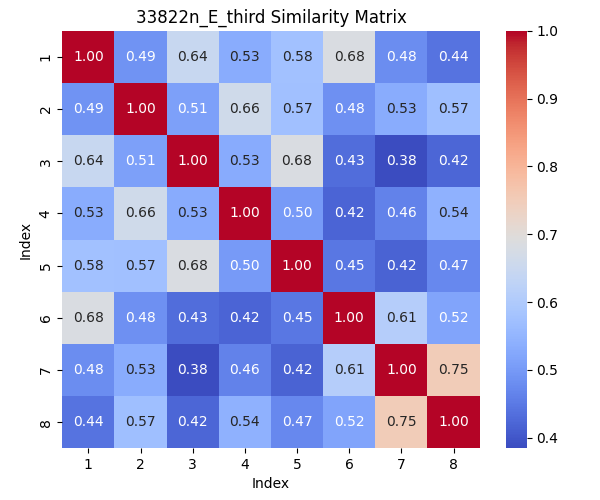 33822n_E_third Similarity Matrix
1 1.00 0.49 0.64 0.53 0.58 0.68 0.48 0.44
2 0.49 1.00 0.51 0.66 0.57 0.48 0.53 0.57
3 0.64 0.51 1.00 0.53 0.68 0.43 0.38 0.42
4 0.53 0.66 0.53 1.00 0.50 0.42 0.46 0.54
5 0.58 0.57 0.68 0.50 1.00 0.45 0.42 0.47
6 0.68 0.48 0.43 0.42 0.45 1.00 0.61 0.52
7 0.48 0.53 0.38 0.46 0.42 0.61 1.00 0.75
8 0.44 0.57 0.42 0.54 0.47 0.52 0.75 1.00
1 2 3 4 5 6 7 8
Index
Index
1.0
0.9
0.8
0.7
0.6
0.5
0.4